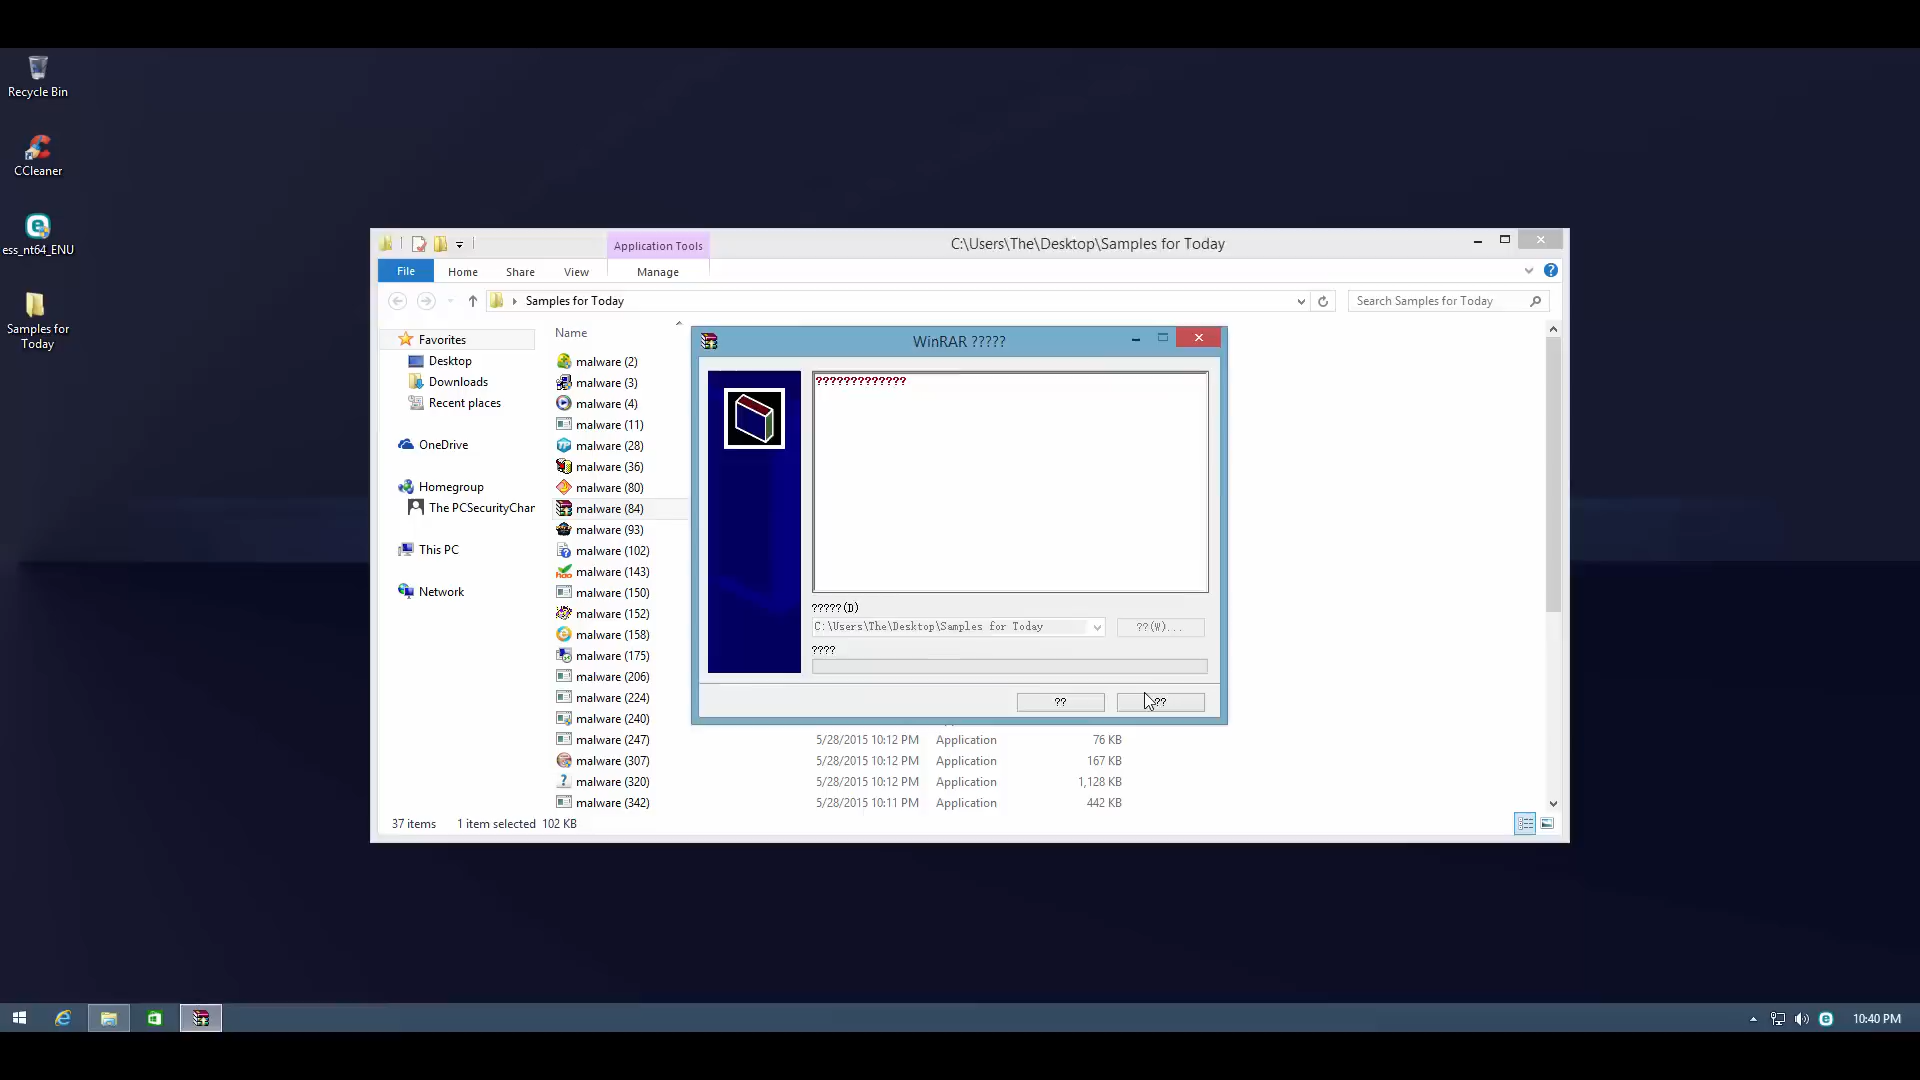 Recycle Bin
CCleaner
ess_nt64_ENU
Samples for
Today
Application Tools
C:\Users\The\Desktop\Samples for Today
File
Home
Share
View
Manage
Samples for Today
Search Samples for Today
Favorites
Desktop
Downloads
Recent places
OneDrive
Homegroup
The PCSecurityChar
This PC
Network
Name
malware (2)
malware (3)
malware (4)
malware (11)
malware (28)
malware (36)
malware (80)
malware (84)
malware (93)
malware (102)
malware (143)
malware (150)
malware (152)
malware (158)
malware (175)
malware (206)
malware (224)
malware (240)
malware (247) 5/28/2015 10:12 PM Application 76 KB
malware (307) 5/28/2015 10:12 PM Application 167 KB
malware (320) 5/28/2015 10:12 PM Application 1,128 KB
malware (342) 5/28/2015 10:11 PM Application 442 KB
WinRAR ?????
?????????????
?????(D)
C:\Users\The\Desktop\Samples for Today
??(W)...
????
??
??
37 items 1 item selected 102 KB
10:40 PM